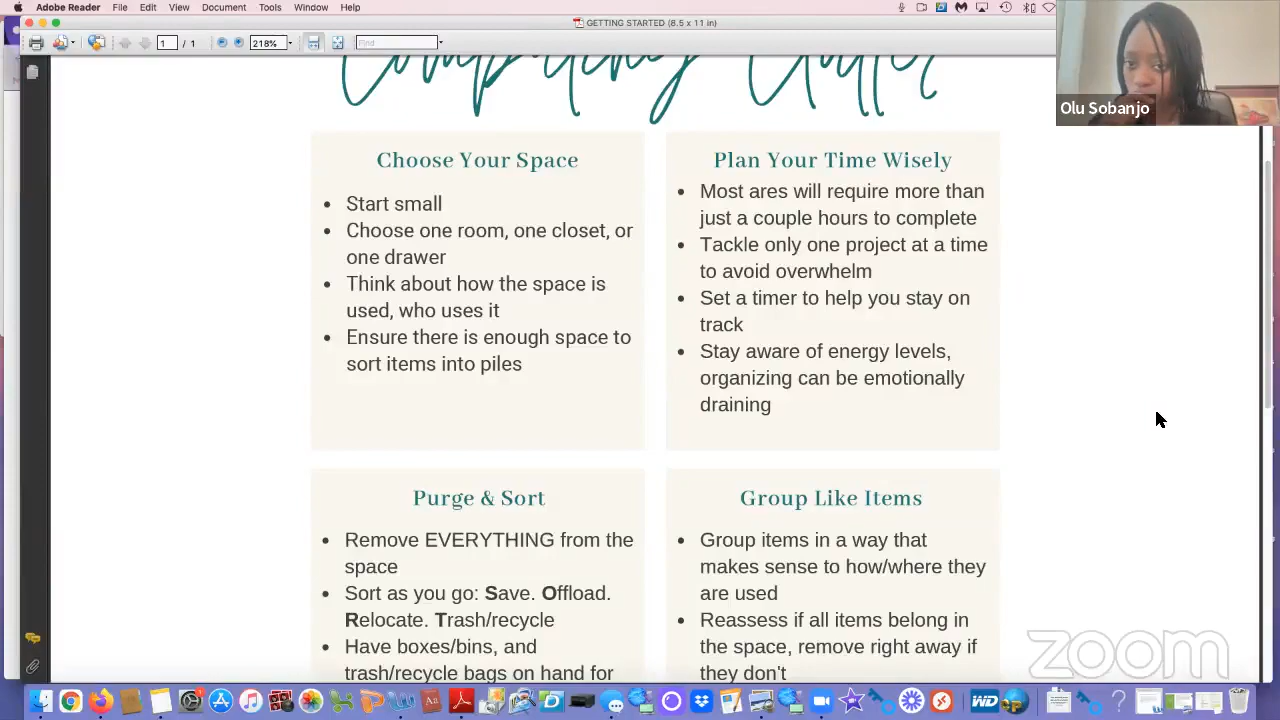 Adobe Reader File Edit View Document Tools Window Help
GETTING STARTED (8.5 x 11 in)
1 / 1 218% Find
Olu Sobanjo
Choose Your Space
Start small
Choose one room, one closet, or
one drawer
Think about how the space is
used, who uses it
Ensure there is enough space to
sort items into piles
Plan Your Time Wisely
Most ares will require more than
just a couple hours to complete
Tackle only one project at a time
to avoid overwhelm
Set a timer to help you stay on
track
Stay aware of energy levels,
organizing can be emotionally
draining
Purge & Sort
Remove EVERYTHING from the
space
Sort as you go: Save. Offload.
Relocate. Trash/recycle
Have boxes/bins, and
trash/recycle bags on hand for
Group Like Items
Group items in a way that
makes sense to how/where they
are used
Reassess if all items belong in
the space, remove right away if
they don't
zoom
WD